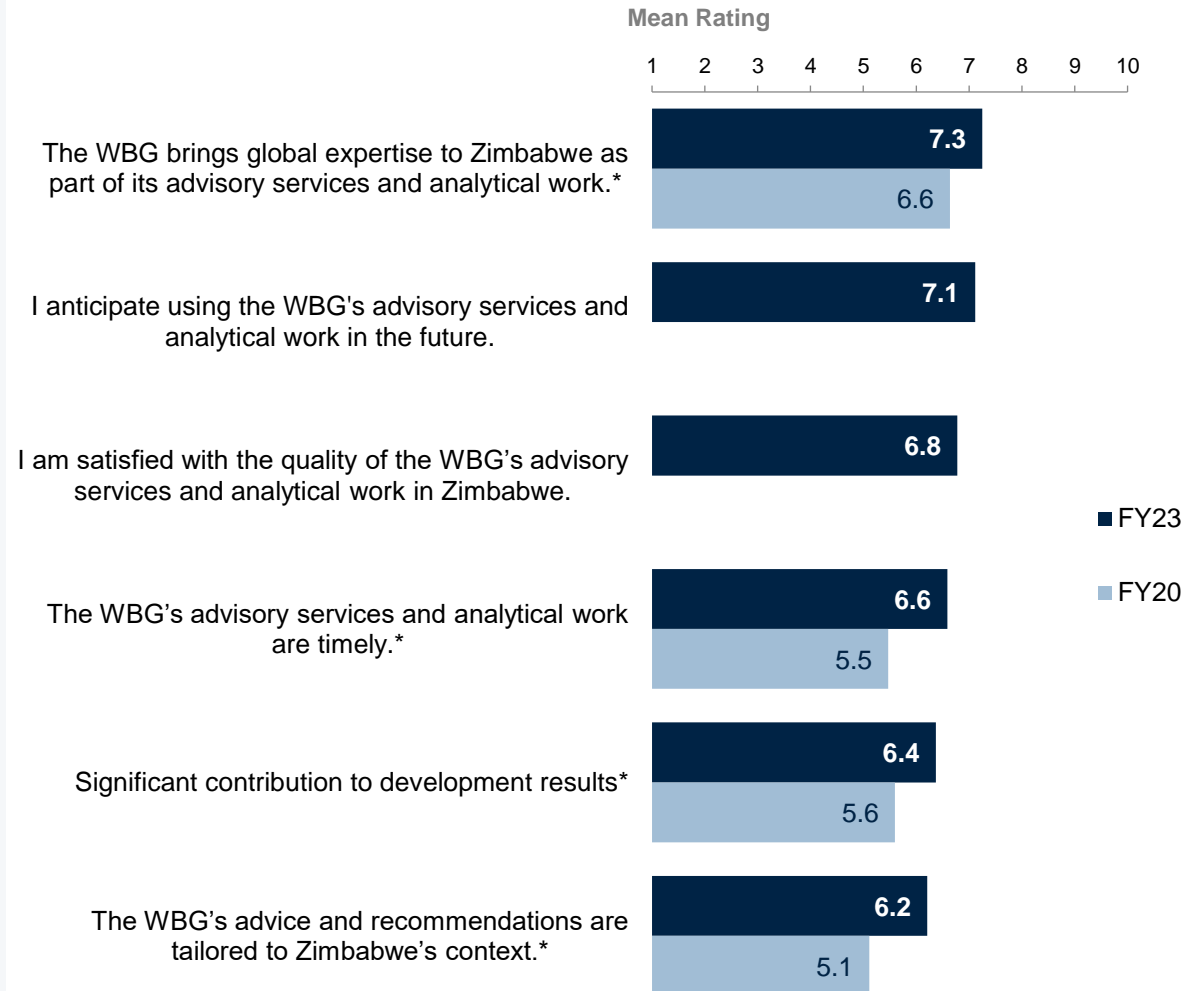 Mean Rating
1 2 3 4 5 6 7 8 9 10
The WBG brings global expertise to Zimbabwe as
part of its advisory services and analytical work.*
7.3
6.6
I anticipate using the WBG's advisory services and
analytical work in the future.
7.1
I am satisfied with the quality of the WBG’s advisory
services and analytical work in Zimbabwe.
6.8
FY23
FY20
The WBG’s advisory services and analytical work
are timely.*
6.6
5.5
Significant contribution to development results*
6.4
5.6
The WBG’s advice and recommendations are
tailored to Zimbabwe’s context.*
6.2
5.1